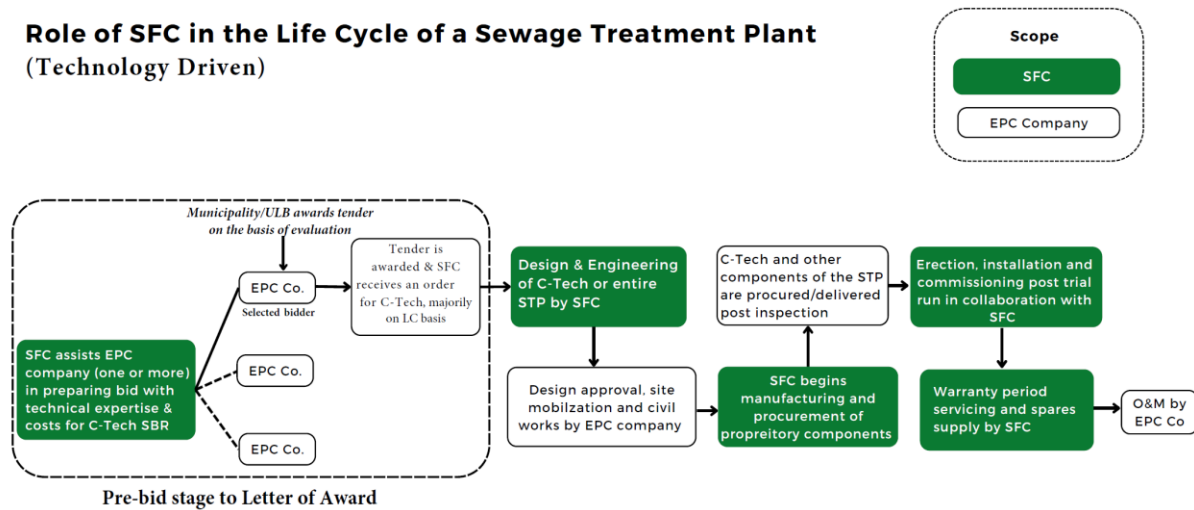 Role of SFC in the Life Cycle of a Sewage Treatment Plant
(Technology Driven)
Scope
SFC
EPC Company
Municipality/ULB awards tender
on the basis of evaluation
EPC Co.
Selected bidder
Tender is
awarded & SFC
receives an order
for C-Tech, majorily
on LC basis
SFC assists EPC
company (one or more)
in preparing bid with
technical expertise &
costs for C-Tech SBR
EPC Co.
EPC Co.
Pre-bid stage to Letter of Award
Design & Engineering
of C-Tech or entire
STP by SFC
Design approval, site
mobilzation and civil
works by EPC company
SFC begins
manufacturing and
procurement of
propreitory components
C-Tech and other
components of the STP
are procured/delivered
post inspection
Erection, installation and
commissioning post trial
run in collaboration with
SFC
Warranty period
servicing and spares
supply by SFC
O&M by
EPC Co